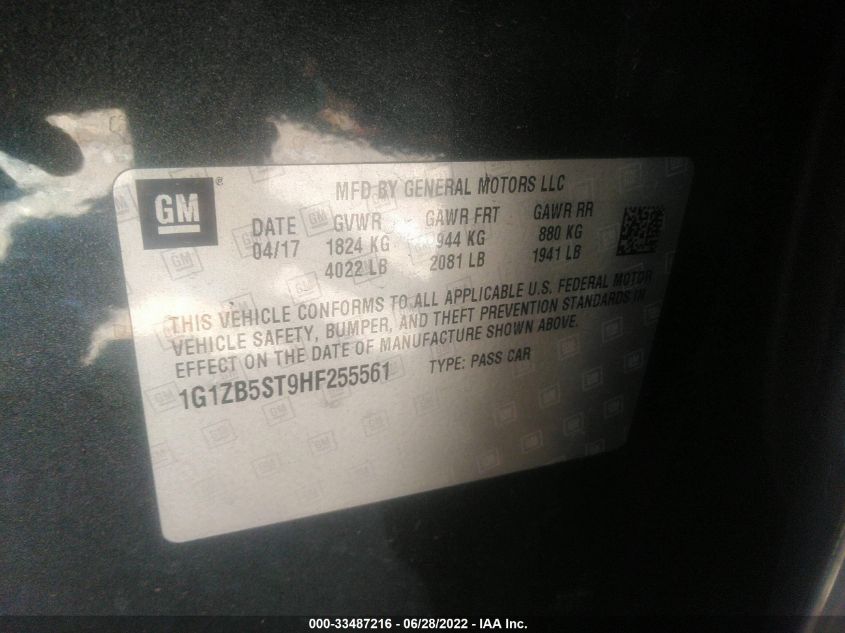 GM ®
MFD BY GENERAL MOTORS LLC
DATE GVWR GAWR FRT GAWR RR
04/17 1824 KG 944 KG 880 KG
4022 LB 2081 LB 1941 LB
THIS VEHICLE CONFORMS TO ALL APPLICABLE U.S. FEDERAL MOTOR
VEHICLE SAFETY, BUMPER, AND THEFT PREVENTION STANDARDS IN
EFFECT ON THE DATE OF MANUFACTURE SHOWN ABOVE.
1G1ZB5ST9HF255561 TYPE: PASS CAR
000-33487216 - 06/28/2022 - IAA Inc.